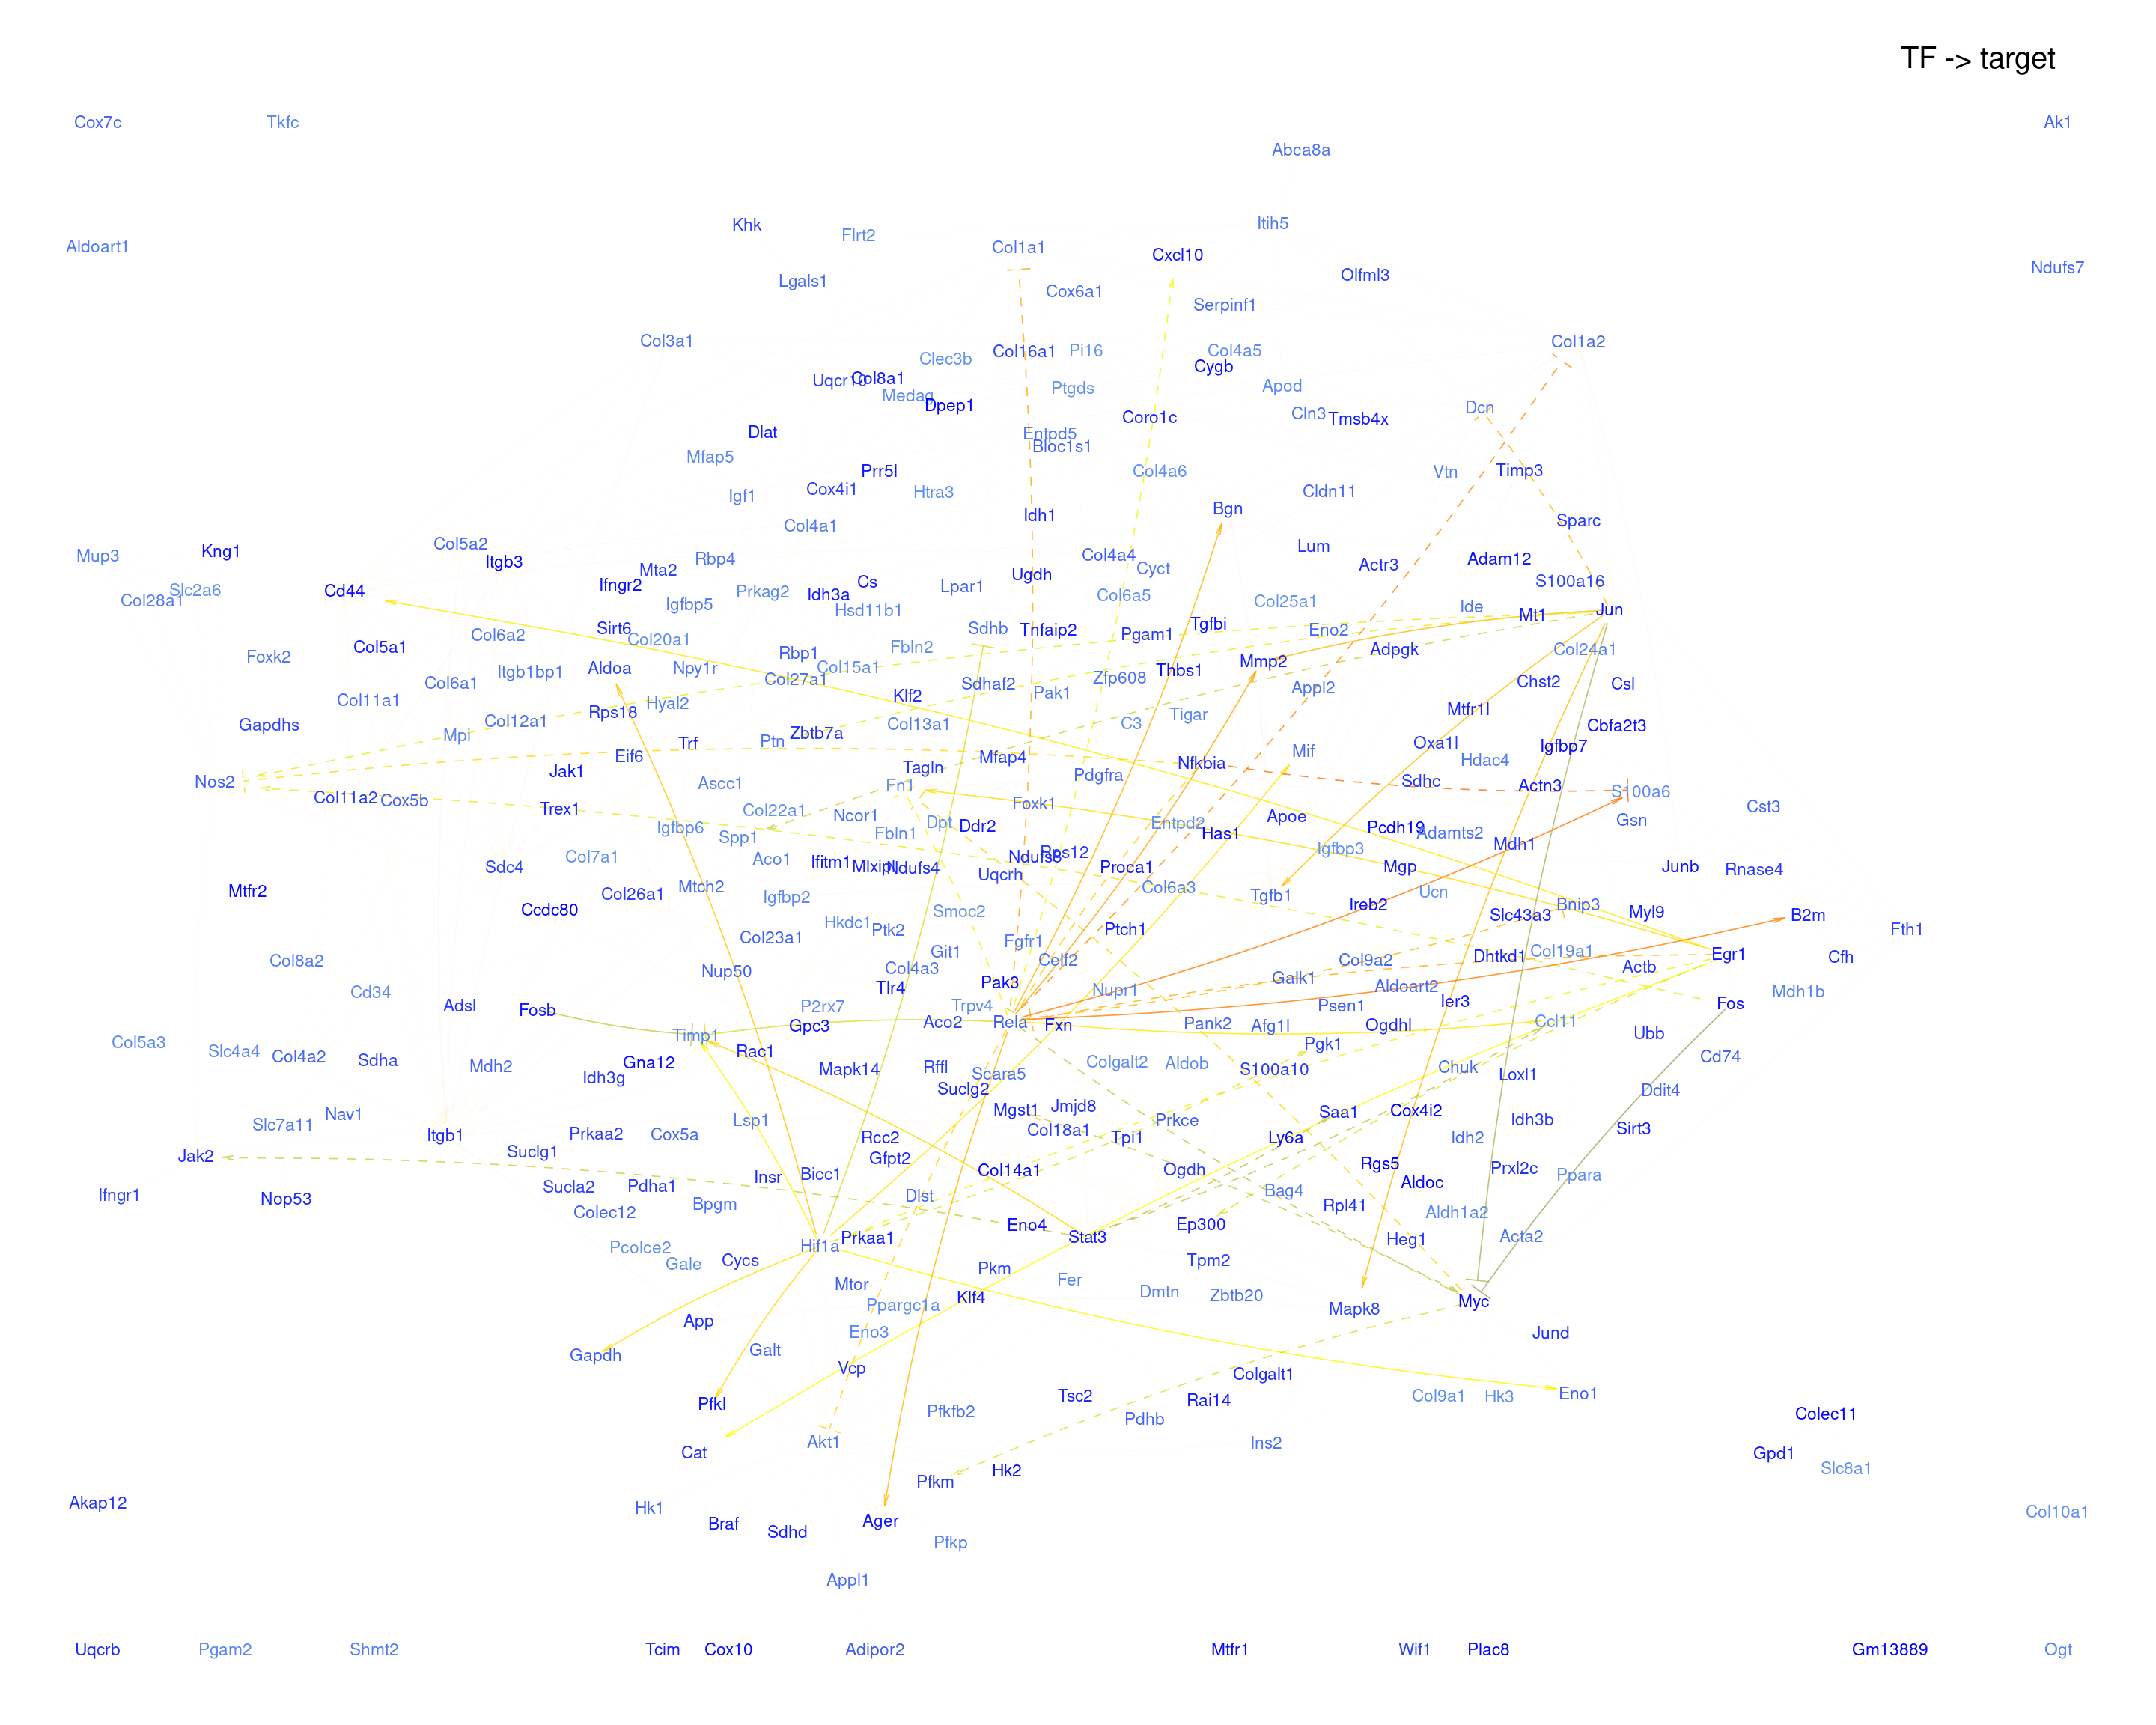 TF -> target
Cox7c Tkfc Ak1
Abca8a
Khk Flrt2 Itih5
Aldoart1 Col1a1 Cxcl10
Ndufs7
Lgals1 Olfml3
Cox6a1 Serpinf1
Col3a1 Col1a2
Clec3b Col16a1 Pi16 Col4a5
Cygb
Col8a1
Medag Ptgds Apod
Dpep1 Coro1c Cln3 Tmsb4x Dcn
Dlat Entpd5
Bloc1s1
Mfap5 Prr5l Col4a6 Vtn Timp3
Igf1 Cox4i1 Htra3 Cldn11
Col4a1 Idh1 Bgn Sparc
Mup3 Kng1 Col5a2 Itgb3 Rbp4 Col4a4 Lum Adam12
Mta2 Cyct Actr3
Slc2a6 Cd44 Ifngr2 Cs Ugdh S100a16
Col28a1 Igfbp5 Prkag2 Idh3a Hsd11b1 Lpar1 Col6a5 Col25a1 Ide Mt1 Jun
Col6a2 Sirt6 Col20a1 Sdhb Tnfaip2 Pgam1 Tgfbi Eno2
Foxk2 Col5a1 Rbp1 Fbln2 Adpgk Col24a1
Itgb1bp1 Aldoa Npy1r Col15a1 Thbs1 Mmp2
Col6a1 Col27a1 Sdhaf2 Zfp608 Chst2 Csl
Col11a1 Hyal2 Klf2 Pak1 Appl2
Gapdhs Col12a1 Rps18 Col13a1 C3 Tigar Mtfr1l Cbfa2t3
Mpi Trf Ptn Zbtb7a Mif Oxa1l Igfbp7
Eif6 Mfap4 Nfkbia Hdac4
Nos2 Jak1 Ascc1 Tagln Pdgfra Sdhc Actn3
Fn1 S100a6
Col11a2 Cox5b Trex1 Col22a1 Foxk1 Cst3
Igfbp6 Spp1 Ncor1 Fbln1 Dpt Ddr2 Entpd2 Has1 Apoe Pcdh19 Adamts2 Gsn
Sdc4 Col7a1 Aco1 Ifitm1 Rps12 Igfbp3 Mdh1
Ndufs4 Uqcrh Proca1 Mgp Junb Rnase4
Mtfr2 Col26a1 Mtch2 Igfbp2 Col6a3 Tgfb1 Ucn
Ccdc80 Smoc2 Ireb2 Slc43a3 Bnip3 Myl9 B2m
Col23a1 Hkdc1 Ptk2 Fgfr1 Ptch1 Fth1
Col8a2 Nup50 Col4a3 Git1 Celf2 Col9a2 Dhtkd1 Col19a1 Egr1 Cfh
Cd34 Tlr4 Pak3 Nupr1 Galk1 Aldoart2 Actb Mdh1b
Adsl Fosb P2rx7 Trpv4 Psen1 Ier3 Fos
Col5a3 Timp1 Gpc3 Aco2 Rela Fxn Pank2 Afg1l Ogdhl Ccl11
Slc4a4 Col4a2 Sdha Rac1 Pgk1 Ubb
Mdh2 Idh3g Gna12 Mapk14 Rffl Scara5 Colgalt2 Aldob S100a10 Chuk Loxl1 Cd74
Suclg2 Ddit4
Slc7a11 Nav1 Lsp1 Mgst1 Jmjd8 Prkce Saa1 Cox4i2 Idh3b
Itgb1 Prkaa2 Cox5a Rcc2 Col18a1 Tpi1 Ly6a Idh2 Sirt3
Jak2 Suclg1 Gfpt2
Ifngr1 Nop53 Sucla2 Pdha1 Insr Bicc1 Col14a1 Ogdh Rgs5 Prxl2c Ppara
Colec12 Bpgm Dlst Bag4 Rpl41 Aldoc Aldh1a2
Pcolce2 Hif1a Prkaa1 Eno4 Stat3 Ep300 Heg1 Acta2
Gale Cycs Pkm Tpm2
Mtor Klf4 Fer Dmtn Zbtb20
App Ppargc1a Mapk8 Myc
Gapdh Galt Eno3 Jund
Pfkl Vcp Tsc2 Rai14 Colgalt1 Col9a1 Hk3 Eno1
Cat Akt1 Pfkfb2 Pdhb Ins2 Colec11
Gpd1
Pfkm Hk2 Slc8a1
Akap12 Hk1 Braf Sdhd Ager Pfkp Col10a1
Appl1
Uqcrb Pgam2 Shmt2 Tcim Cox10 Adipor2 Mtfr1 Wif1 Plac8 Gm13889 Ogt